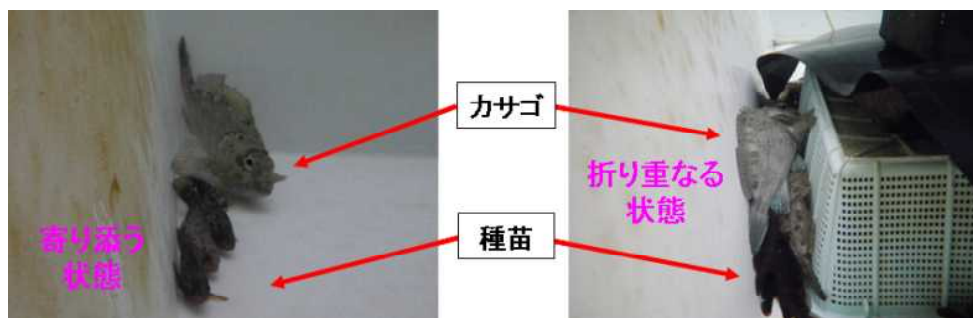 カサゴ
折り重なる
状態
寄り添う
状態
種苗